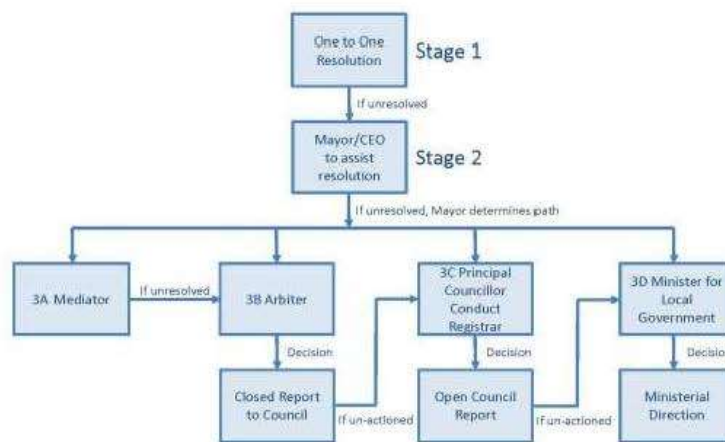 One to One
Resolution
Stage 1
If unresolved
Mayor/CEO
to assist
resolution
Stage 2
If unresolved, Mayor determines path
3A Mediator
If unresolved
3B Arbiter
3C Principal
Councillor
Conduct
Registrar
3D Minister for
Local
Government
Decision
Decision
Decision
Closed Report
to Council
If un-actioned
Open Council
Report
If un-actioned
Ministerial
Direction